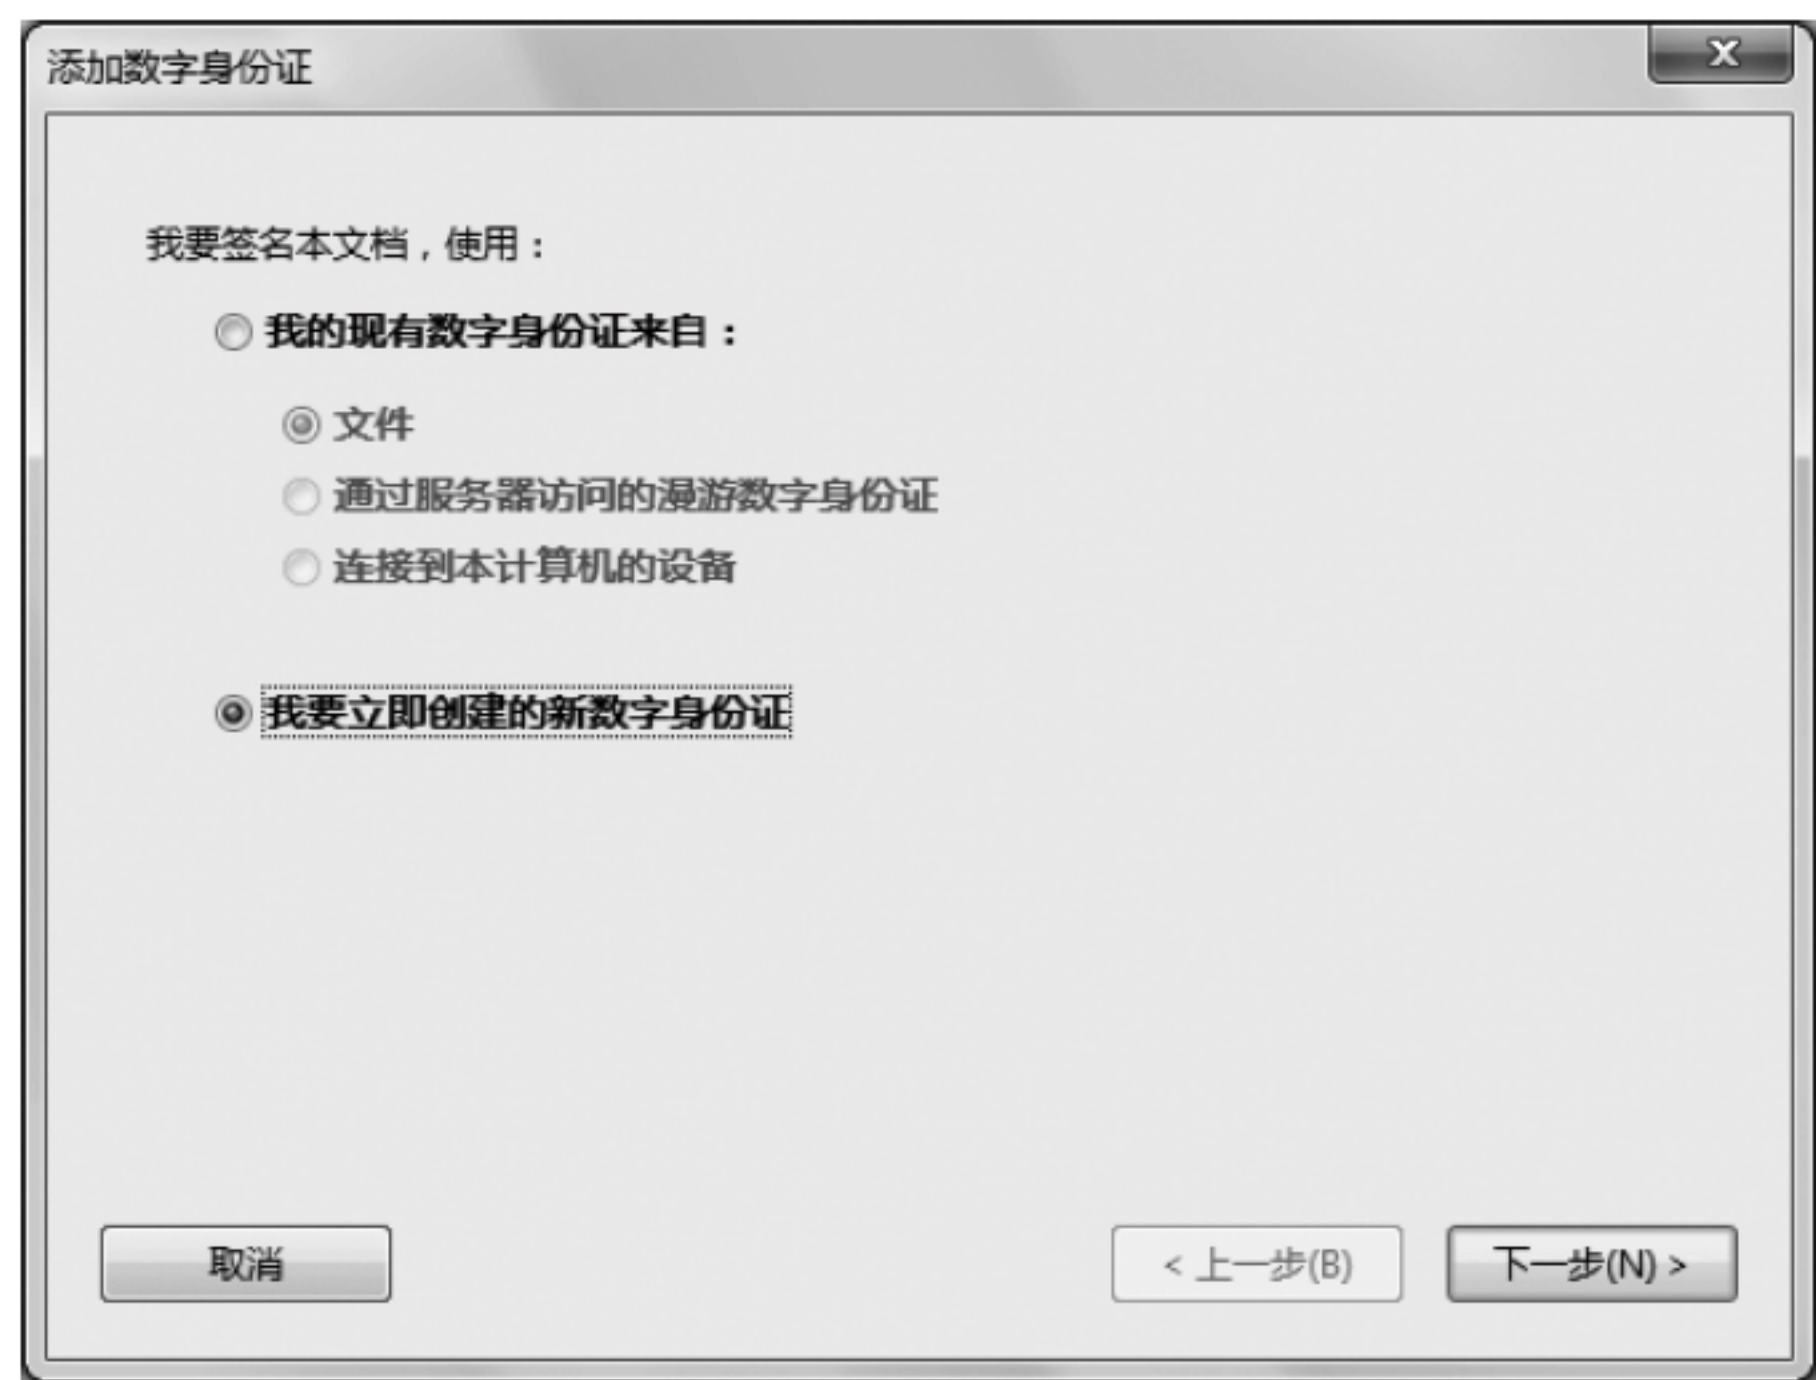 添加数字身份证
我要签名本文档，使用：
我的现有数字身份证来自：
文件
通过服务器访问的漫游数字身份证
连接到本计算机的设备
我要立即创建的新数字身份证
取消
< 上一步(B)
下一步(N) >